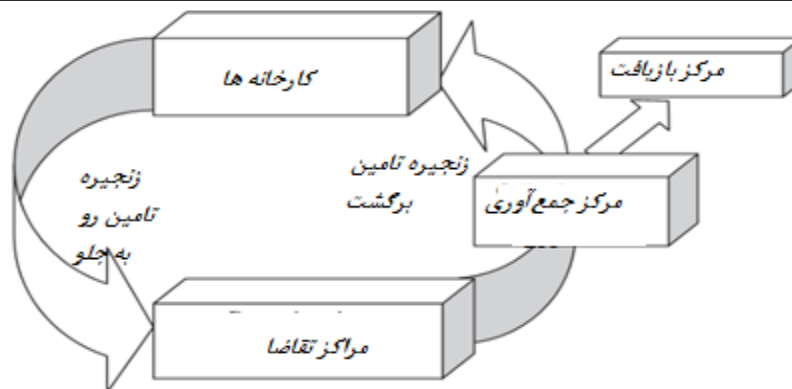 کارخانه ها
مرکز بازیافت
زنجیره تامین
برگشت
زنجیره
تامین رو
به جلو
مرکز جمع‌آوری
مراکز تقاضا